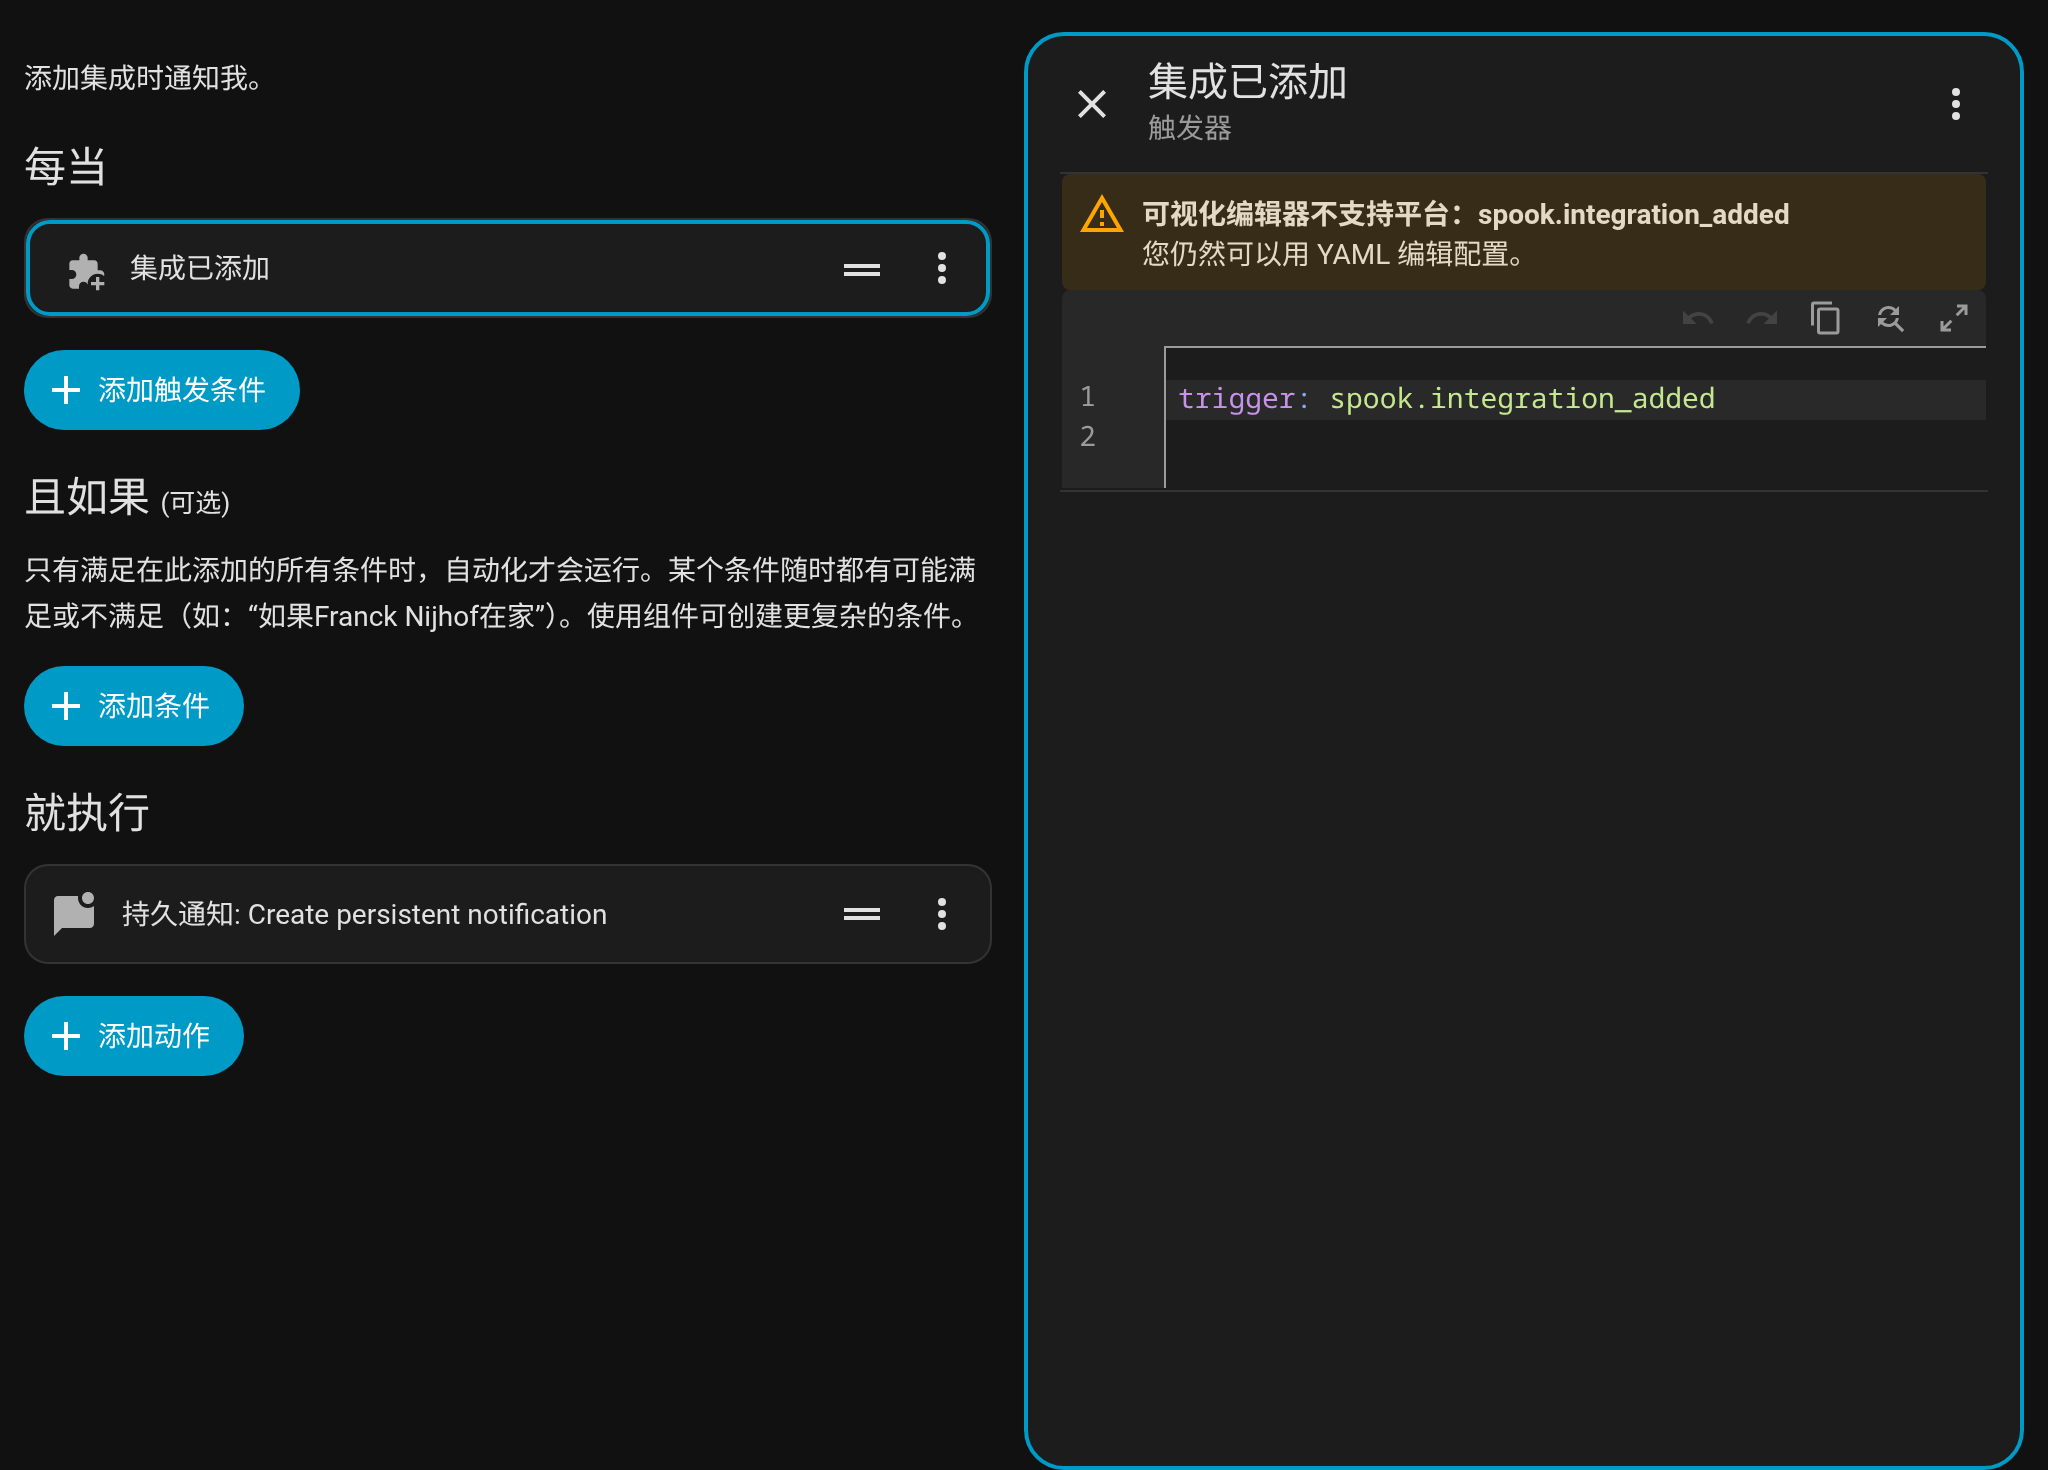 添加集成时通知我。
每当
集成已添加
添加触发条件
且如果 (可选)
只有满足在此添加的所有条件时，自动化才会运行。某个条件随时都有可能满
足或不满足（如：“如果Franck Nijhof在家”）。使用组件可创建更复杂的条件。
添加条件
就执行
持久通知: Create persistent notification
添加动作
集成已添加
触发器
可视化编辑器不支持平台：spook.integration_added
您仍然可以用 YAML 编辑配置。
1 trigger: spook.integration_added
2